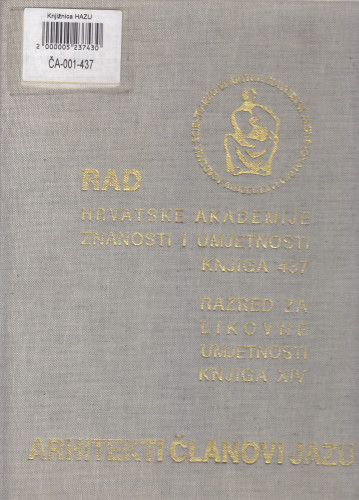 Knjižnica HAZU
2 000005 237430
ČA-001-437
RAD
HRVATSKE AKADEMIJE
ZNANOSTI I UMJETNOSTI
KNJIGA 437
RAZRED ZA
LIKOVNE
UMJETNOSTI
KNJIGA XIV
ARHITEKTI ČLANOVI JAZU